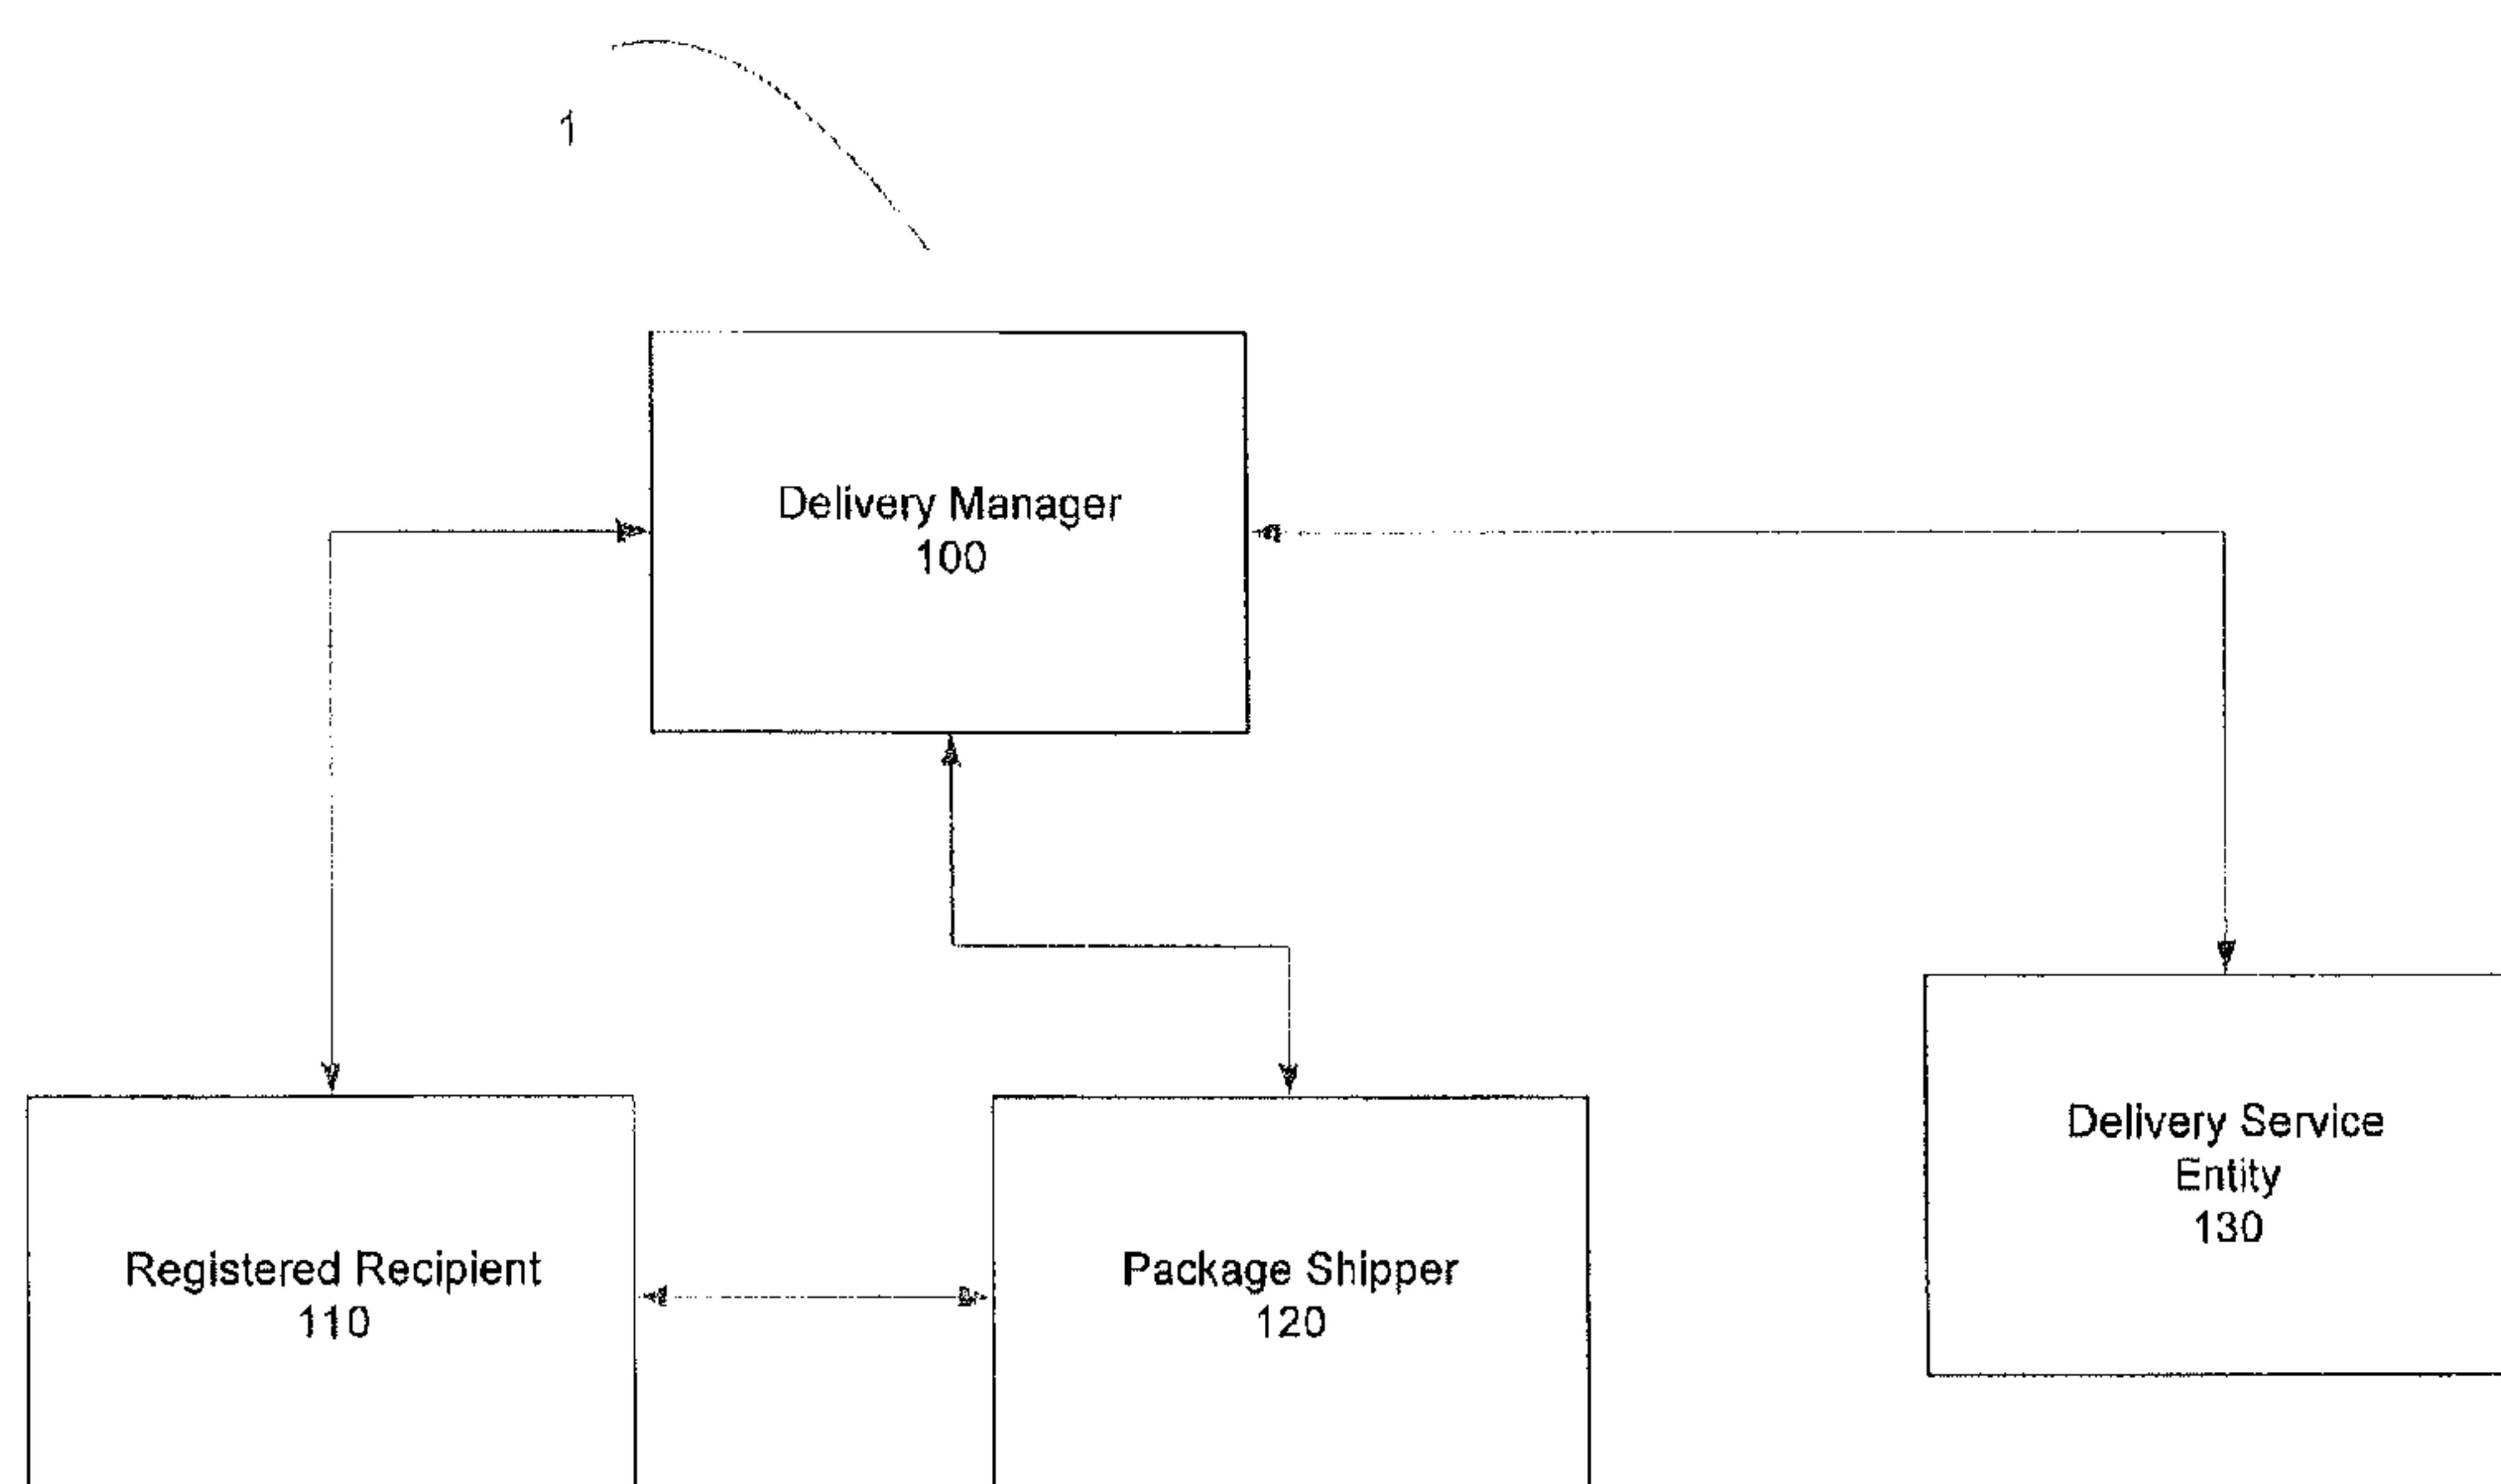 1
Delivery Manager
100
Registered Recipient
110
Package Shipper
120
Delivery Service
Entity
130